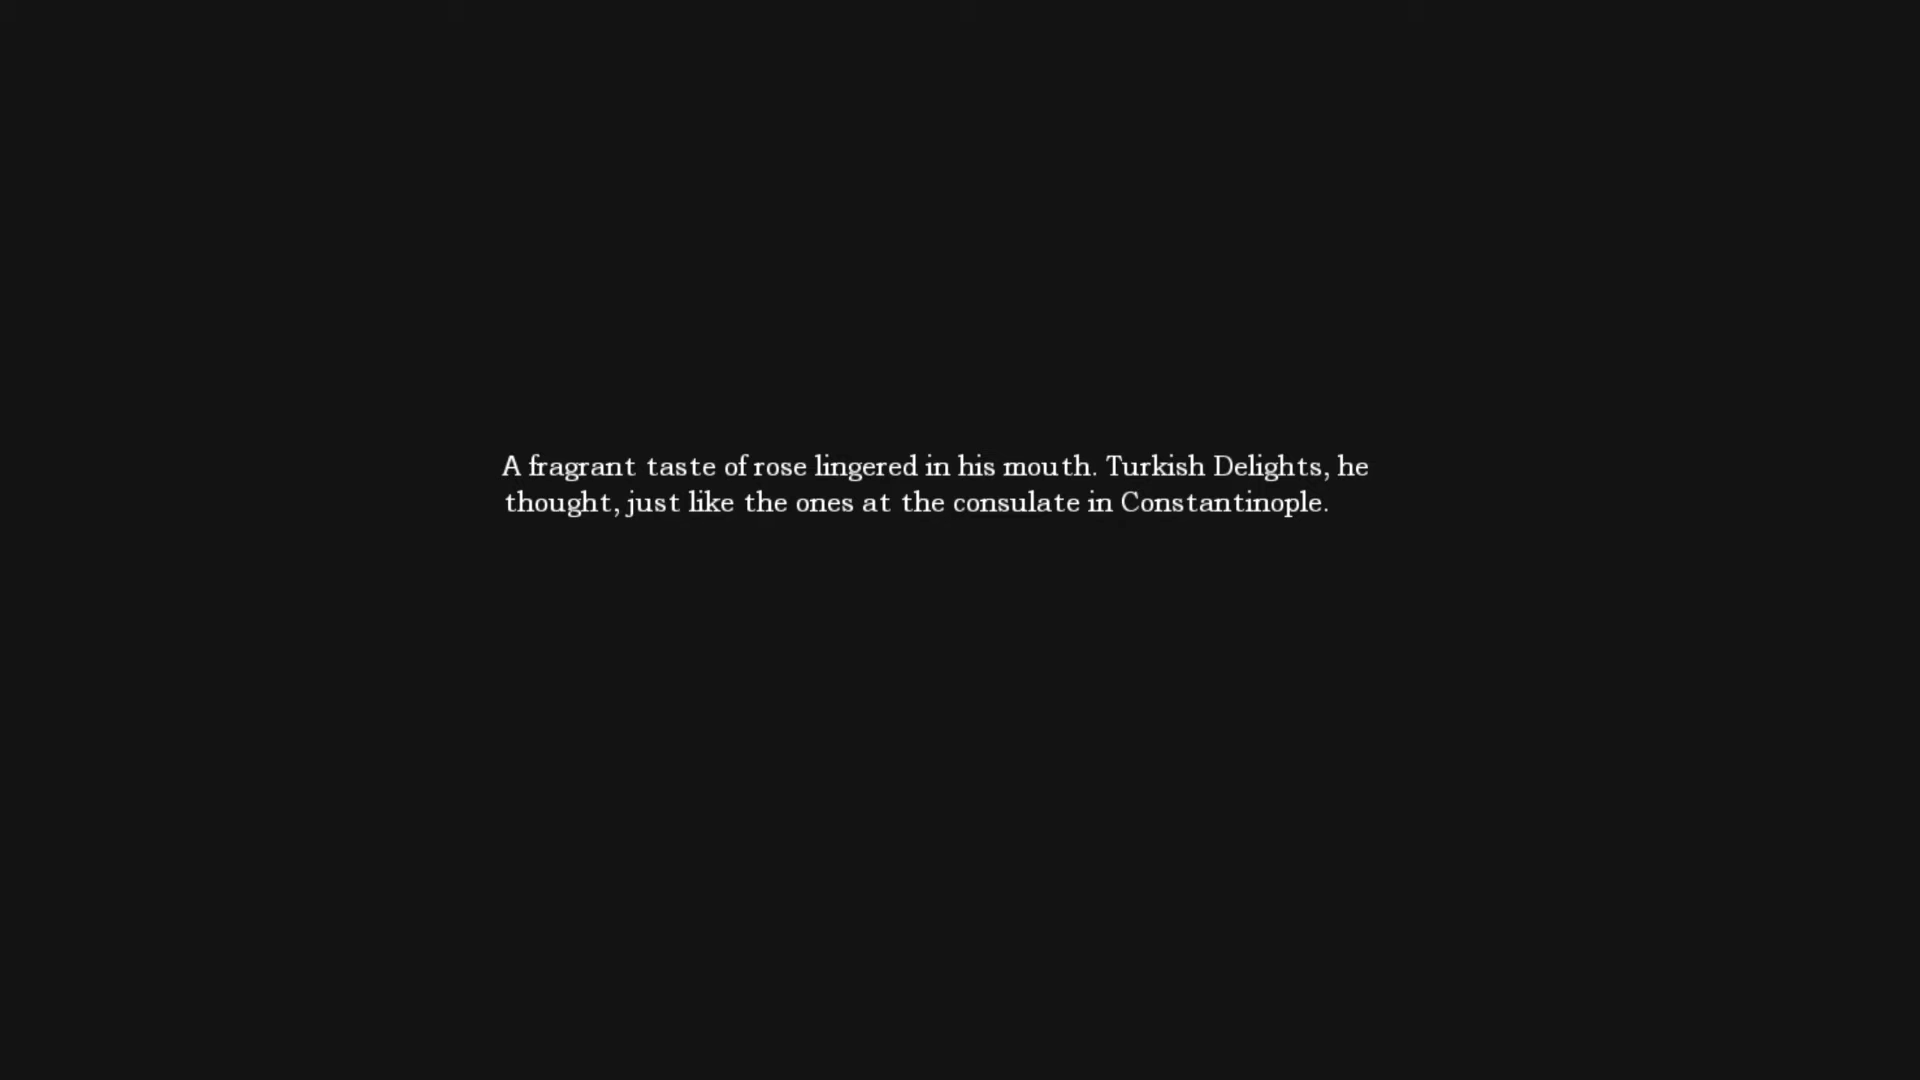 A fragrant taste of rose lingered in his mouth. Turkish Delights, he
thought, just like the ones at the consulate in Constantinople.